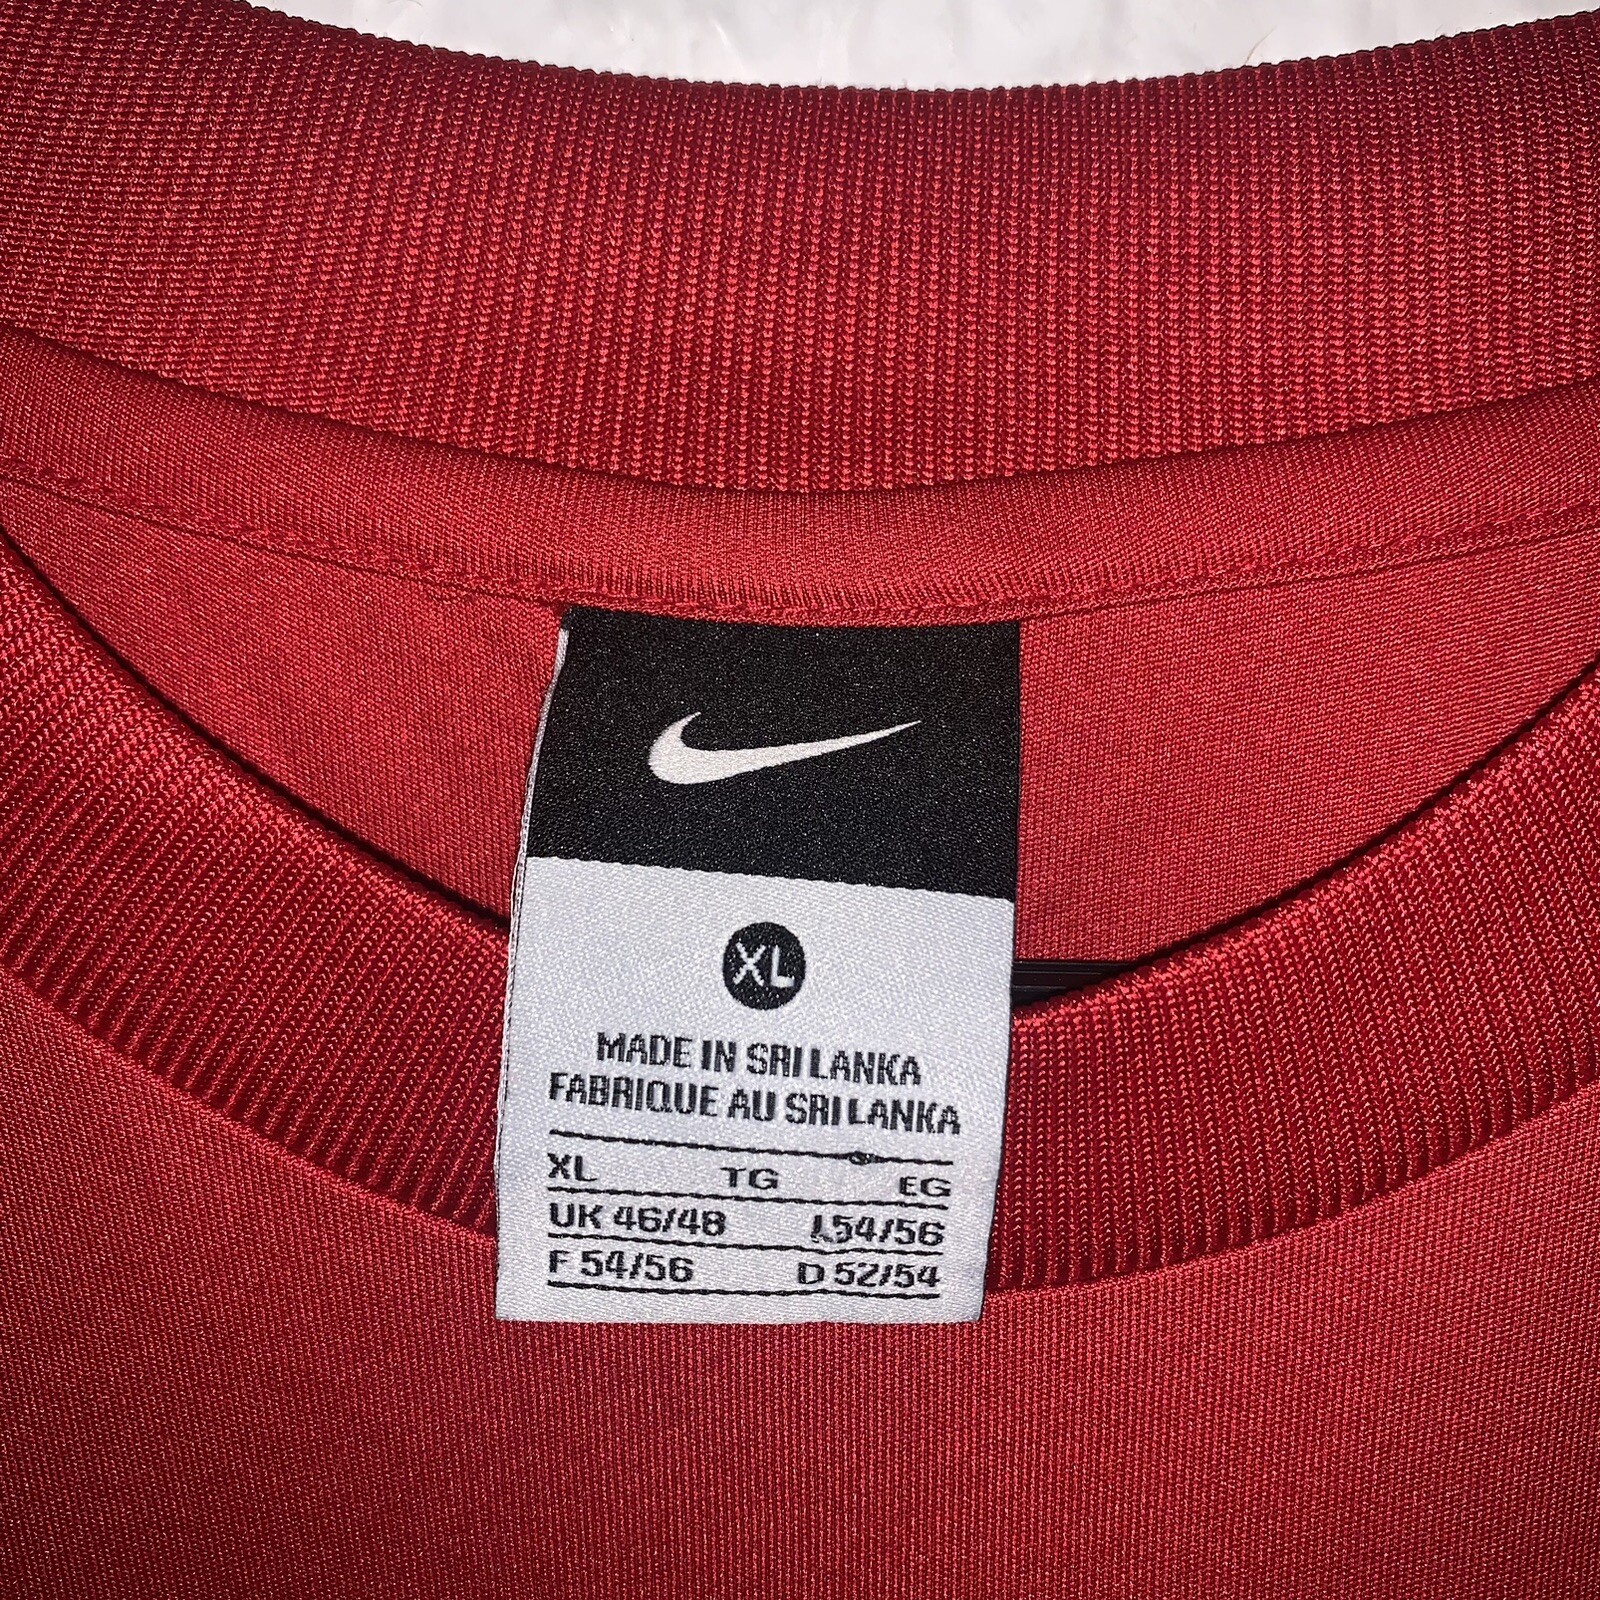 XL
MADE IN SRI LANKA
FABRIQUE AU SRI LANKA
XL TG EG
UK 46/48 I 54/56
F 54/56 D 52/54